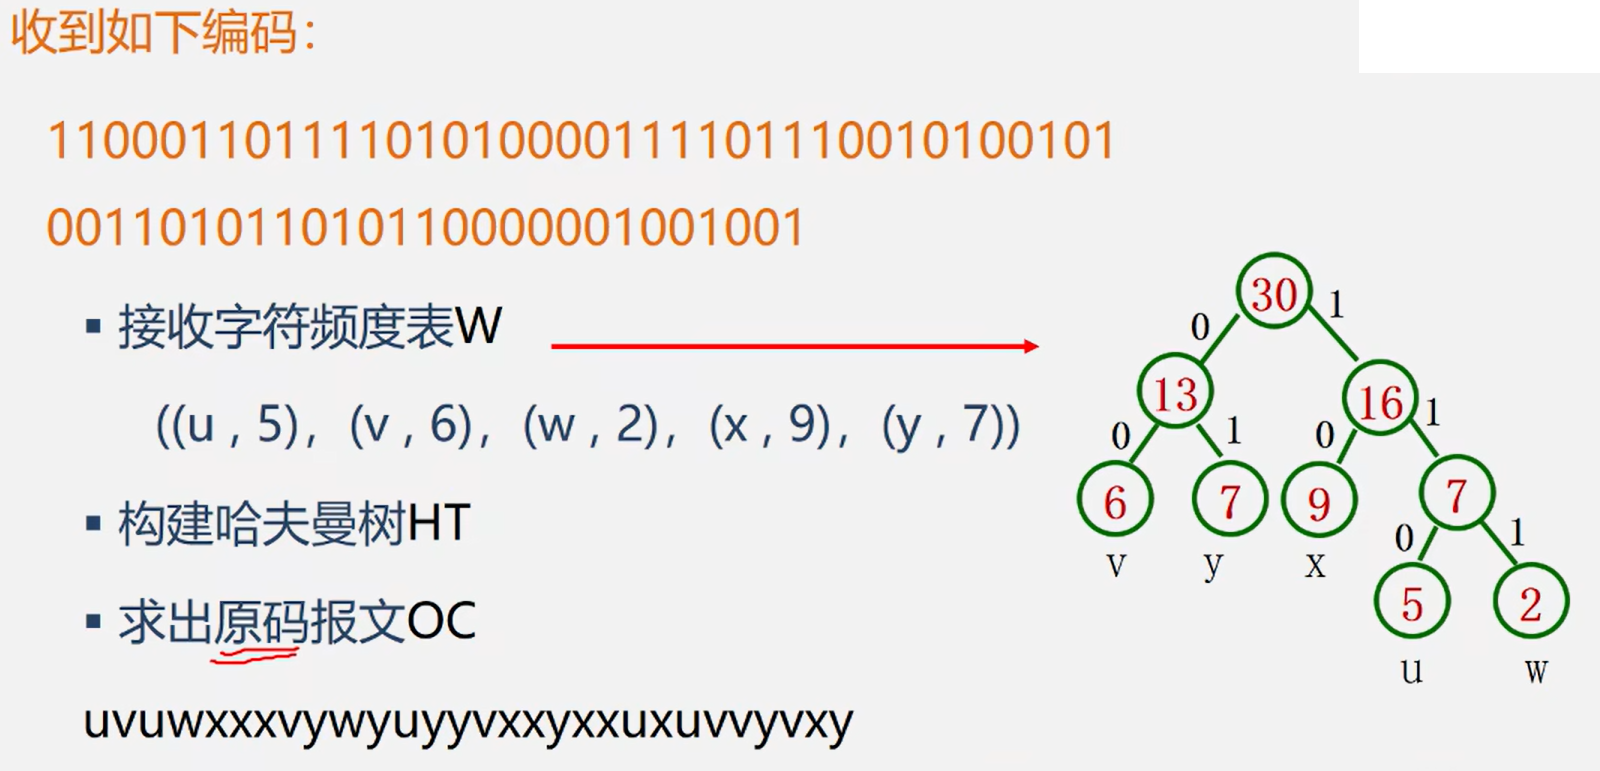 收到如下编码：
1100011011110101000011110111001010010​1
0011010110101100000010​01001
▪ 接收字符频度表W
((u , 5)，(v , 6)，(w , 2)，(x , 9)，(y , 7))
▪ 构建哈夫曼树HT
▪ 求出原码报文OC
uvuwxxxvywyuyyvxxyxxuxuvvyvxy
30
0 1
13 16
0 1 0 1
6 7 9 7
v y x
0 1
5 2
u w